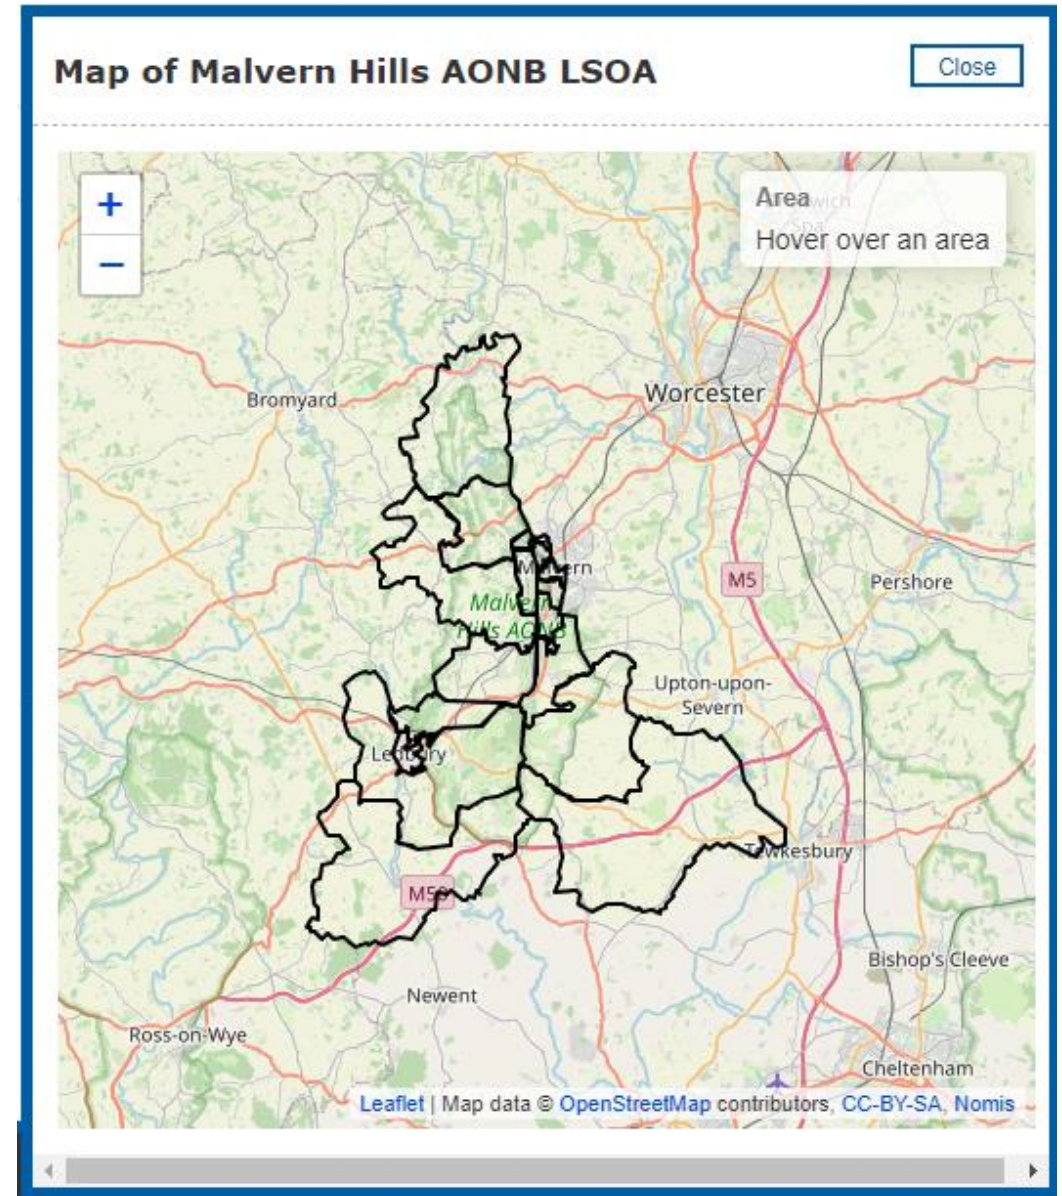 Map of Malvern Hills AONB LSOA
Close
+
−
Area
Hover over an area
Worcester
Bromyard
Malvern
M5
Pershore
Malvern
Hills AONB
Upton-upon-
Severn
Ledbury
Tewkesbury
M50
Bishop's Cleeve
Newent
Ross-on-Wye
Cheltenham
Leaflet | Map data © OpenStreetMap contributors, CC-BY-SA, Nomis